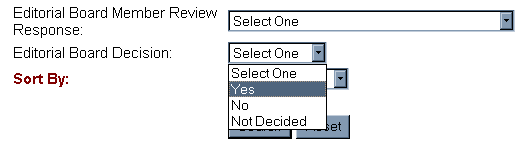 Editorial Board Member Review
Response:
Select One
Editorial Board Decision:
Select One
Sort By:
Select One
Yes
No
Not Decided